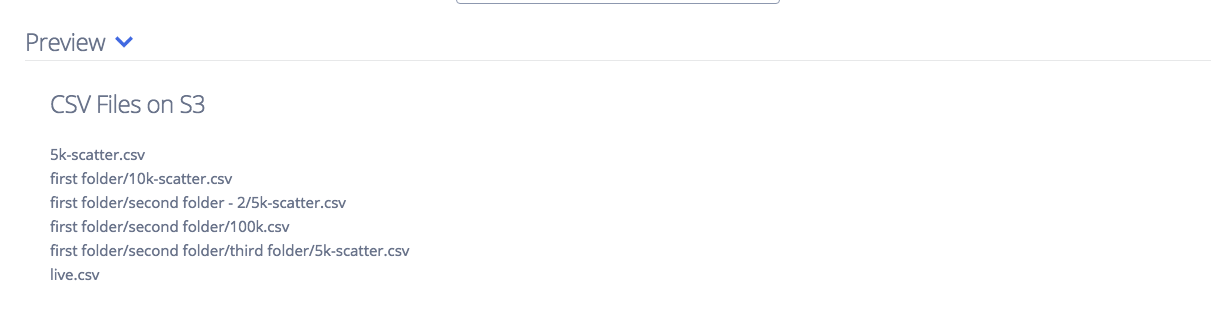 Preview
CSV Files on S3
5k-scatter.csv
first folder/10k-scatter.csv
first folder/second folder - 2/5k-scatter.csv
first folder/second folder/100k.csv
first folder/second folder/third folder/5k-scatter.csv
live.csv